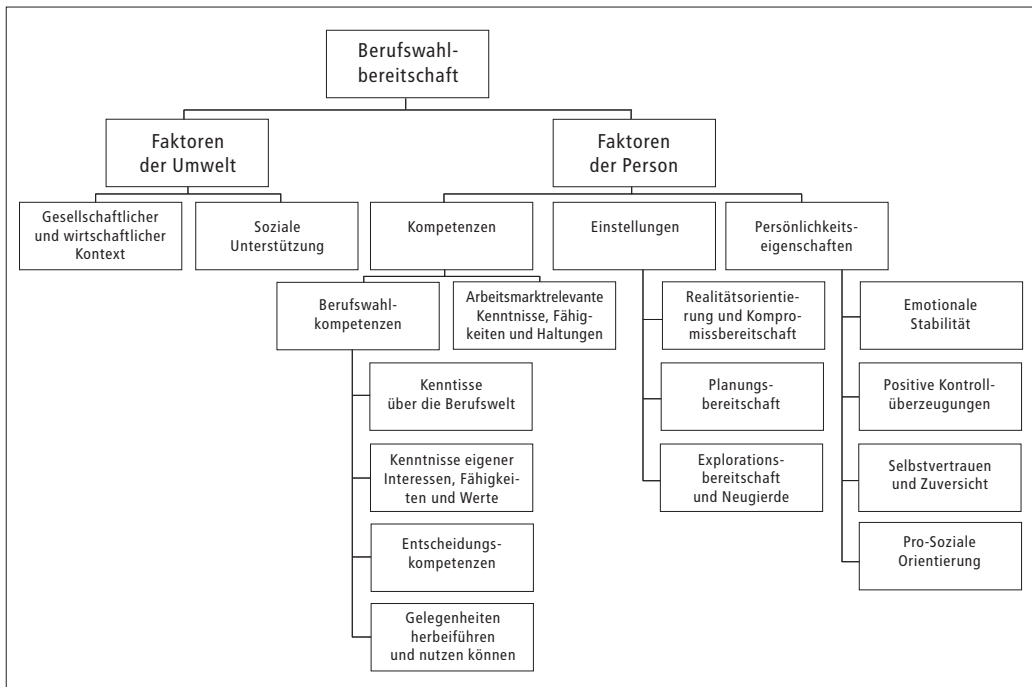 Berufswahl-
bereitschaft
Faktoren
der Umwelt
Faktoren
der Person
Gesellschaftlicher
und wirtschaftlicher
Kontext
Soziale
Unterstützung
Kompetenzen
Einstellungen
Persönlichkeits-
eigenschaften
Berufswahl-
kompetenzen
Arbeitsmarktrelevante
Kenntnisse, Fähig-
keiten und Haltungen
Realitätsorientie-
rung und Kompro-
missbereitschaft
Emotionale
Stabilität
Kenntisse
über die Berufswelt
Planungs-
bereitschaft
Positive Kontroll-
überzeugungen
Kenntnisse eigener
Interessen, Fähigkei-
ten und Werte
Explorations-
bereitschaft
und Neugierde
Selbstvertrauen
und Zuversicht
Entscheidungs-
kompetenzen
Pro-Soziale
Orientierung
Gelegenheiten
herbeiführen
und nutzen können